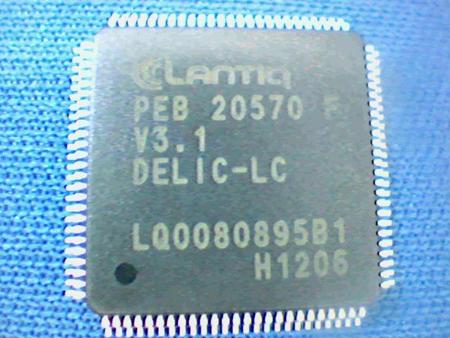 Lantiq
PEB 20570 F
V3.1
DELIC-LC
LQ0080895B1
H1206